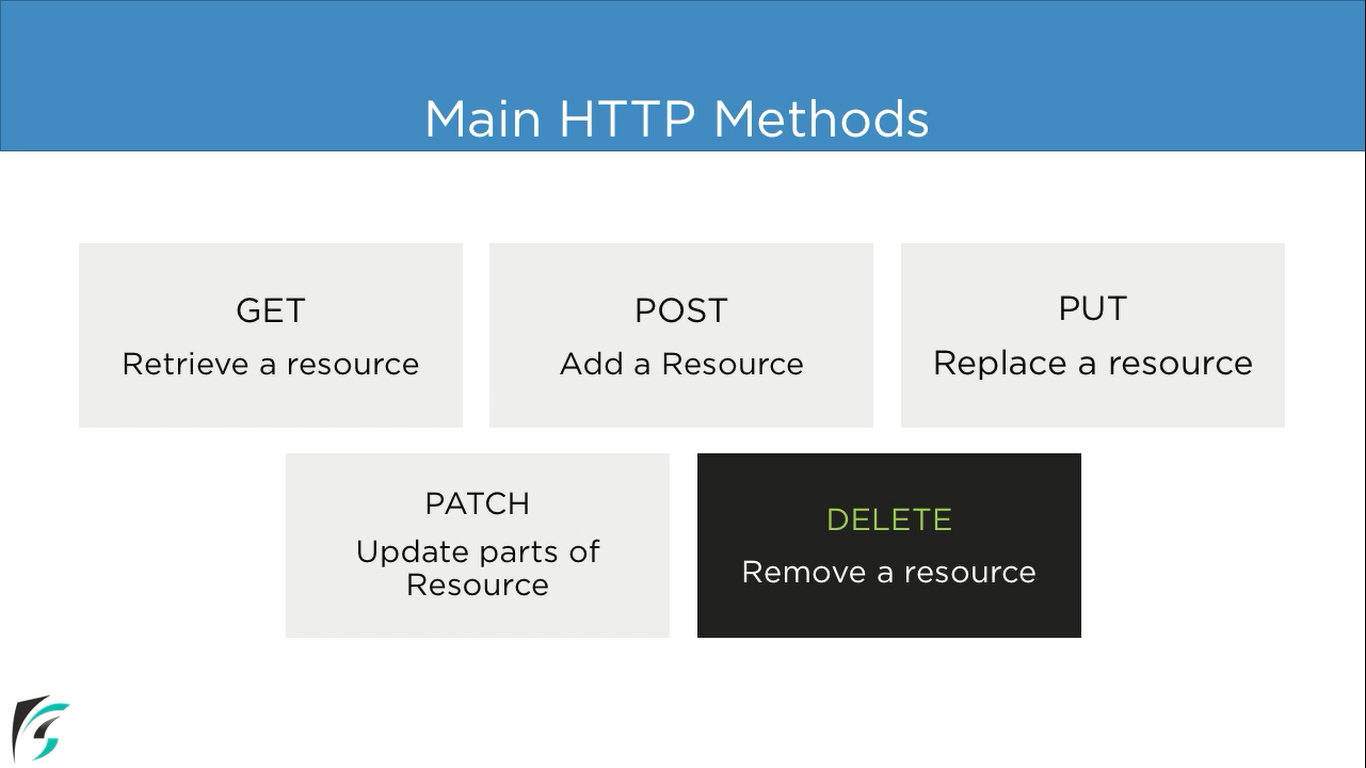 Main HTTP Methods
GET
Retrieve a resource
POST
Add a Resource
PUT
Replace a resource
PATCH
Update parts of
Resource
DELETE
Remove a resource